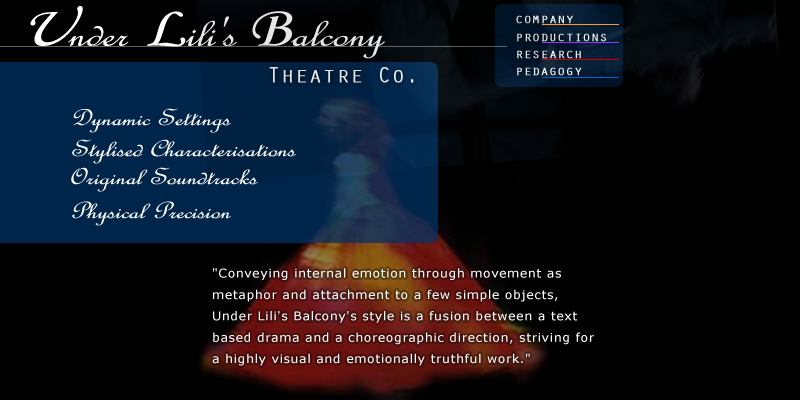 Under Lili's Balcony
THEATRE CO.
COMPANY
PRODUCTIONS
RESEARCH
PEDAGOGY
Dynamic Settings
Stylised Characterisations
Original Soundtracks
Physical Precision
"Conveying internal emotion through movement as
metaphor and attachment to a few simple objects,
Under Lili's Balcony's style is a fusion between a text
based drama and a choreographic direction, striving for
a highly visual and emotionally truthful work."